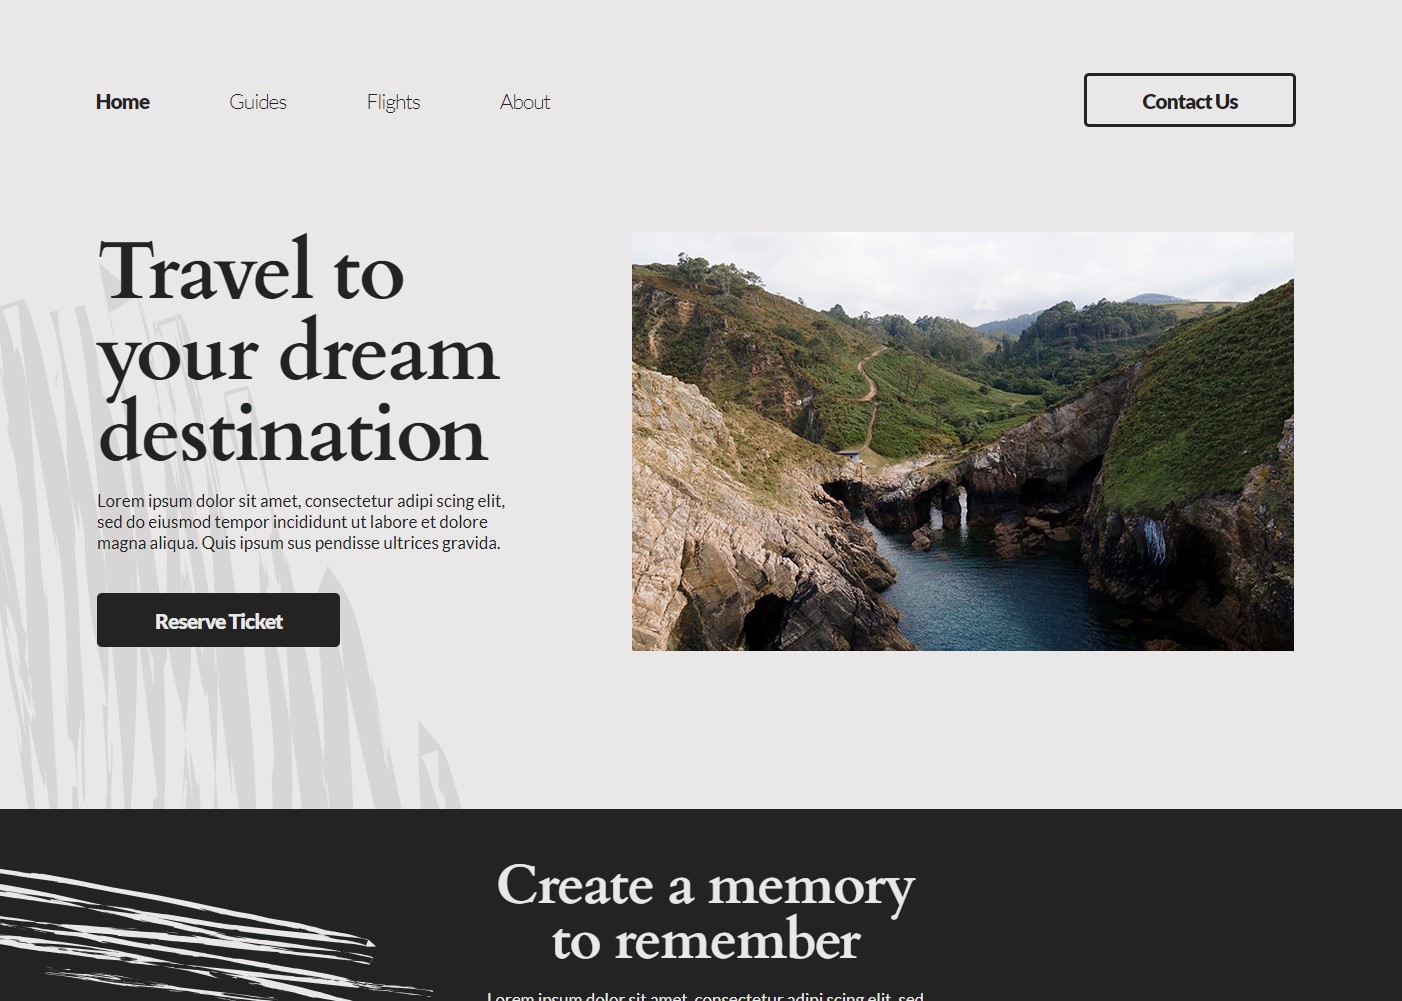 Home
Guides
Flights
About
Contact Us
Travel to
your dream
destination
Lorem ipsum dolor sit amet, consectetur adipi scing elit,
sed do eiusmod tempor incididunt ut labore et dolore
magna aliqua. Quis ipsum sus pendisse ultrices gravida.
Reserve Ticket
Create a memory
to remember
Lorem ipsum dolor sit amet, consectetur adipi scing elit, sed